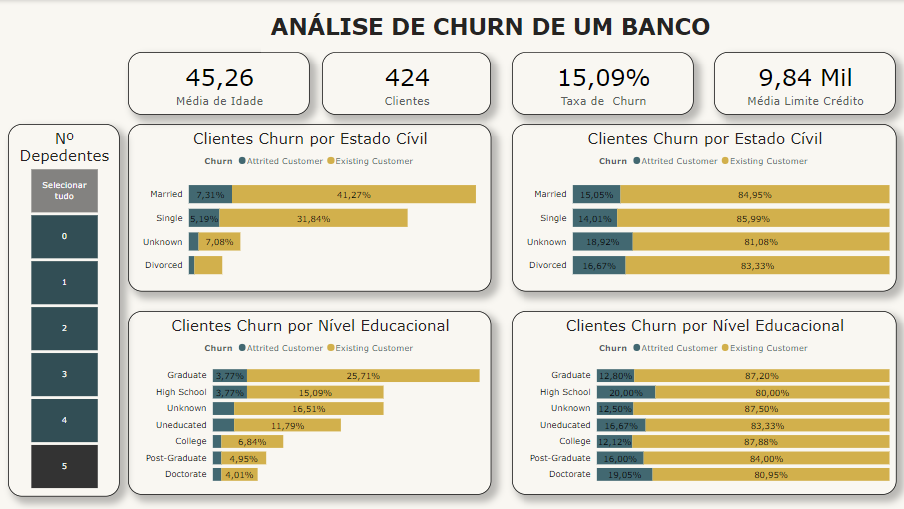 ANÁLISE DE CHURN DE UM BANCO
45,26
Média de Idade
424
Clientes
15,09%
Taxa de Churn
9,84 Mil
Média Limite Crédito
Nº
Depedentes
Selecionar
tudo
0
1
2
3
4
5
Clientes Churn por Estado Cívil
Churn Attrited Customer Existing Customer
Married 7,31% 41,27%
Single 5,19% 31,84%
Unknown 7,08%
Divorced
Clientes Churn por Estado Cívil
Churn Attrited Customer Existing Customer
Married 15,05% 84,95%
Single 14,01% 85,99%
Unknown 18,92% 81,08%
Divorced 16,67% 83,33%
Clientes Churn por Nível Educacional
Churn Attrited Customer Existing Customer
Graduate 3,77% 25,71%
High School 3,77% 15,09%
Unknown 16,51%
Uneducated 11,79%
College 6,84%
Post-Graduate 4,95%
Doctorate 4,01%
Clientes Churn por Nível Educacional
Churn Attrited Customer Existing Customer
Graduate 12,80% 87,20%
High School 20,00% 80,00%
Unknown 12,50% 87,50%
Uneducated 16,67% 83,33%
College 12,12% 87,88%
Post-Graduate 16,00% 84,00%
Doctorate 19,05% 80,95%